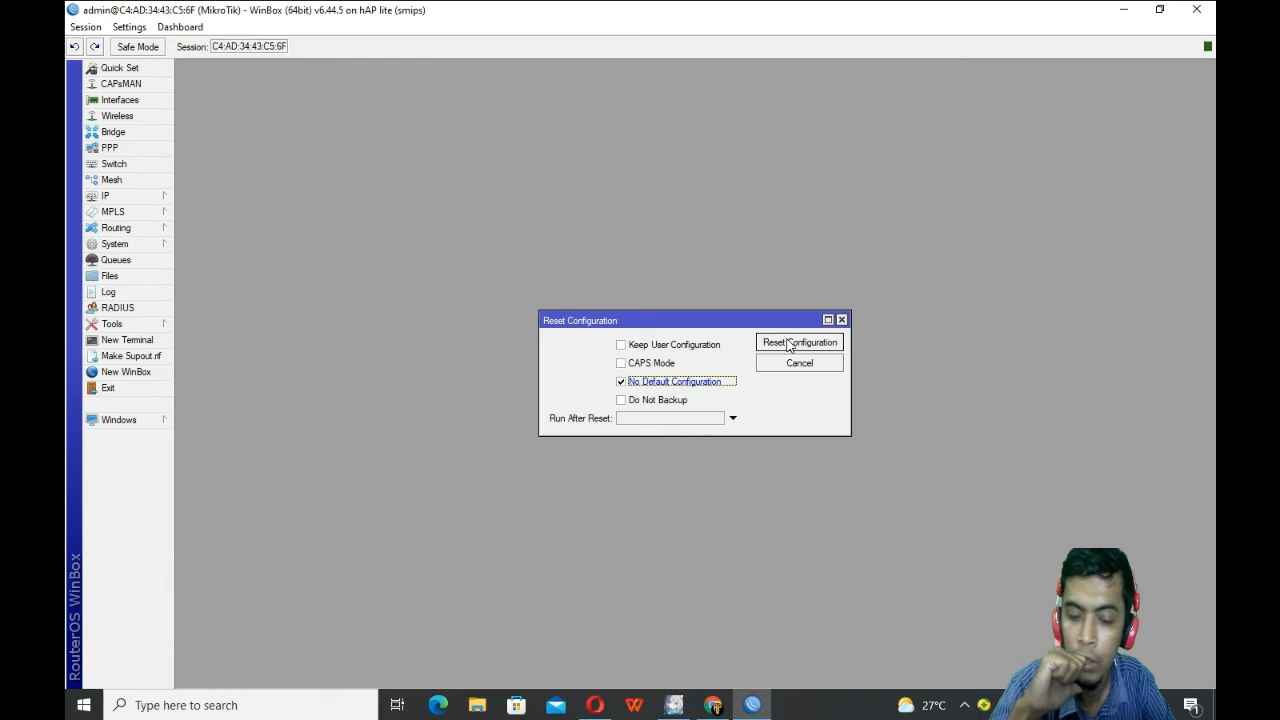 admin@C4:AD:34:43:C5:6F (MikroTik) - WinBox (64bit) v6.44.5 on hAP lite (smips)
Session Settings Dashboard
Safe Mode Session: C4:AD:34:43:C5:6F
Quick Set
CAPsMAN
Interfaces
Wireless
Bridge
PPP
Switch
Mesh
IP
MPLS
Routing
System
Queues
Files
Log
RADIUS
Tools
New Terminal
Make Supout.rif
New WinBox
Exit
Windows
RouterOS WinBox
Reset Configuration
Keep User Configuration
CAPS Mode
No Default Configuration
Do Not Backup
Run After Reset:
Reset Configuration
Cancel
Type here to search
27°C
1